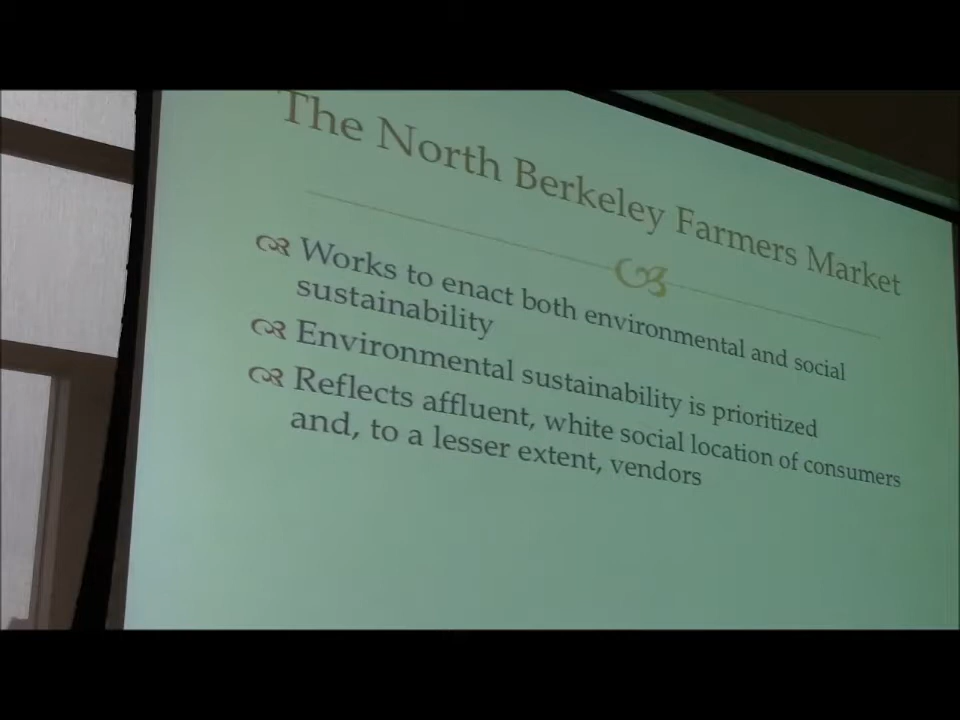 The North Berkeley Farmers Market
Works to enact both environmental and social
sustainability
Environmental sustainability is prioritized
Reflects affluent, white social location of consumers
and, to a lesser extent, vendors